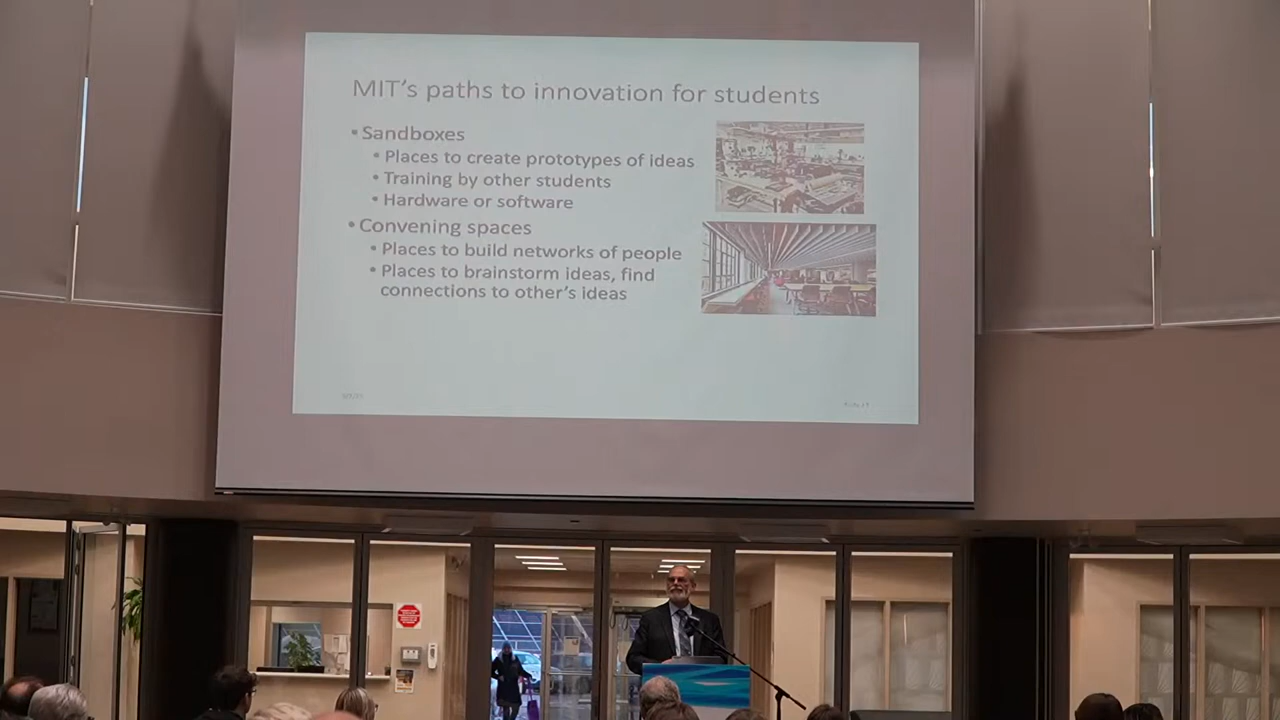 MIT's paths to innovation for students
▪ Sandboxes
• Places to create prototypes of ideas
• Training by other students
• Hardware or software
• Convening spaces
• Places to build networks of people
• Places to brainstorm ideas, find
connections to other's ideas